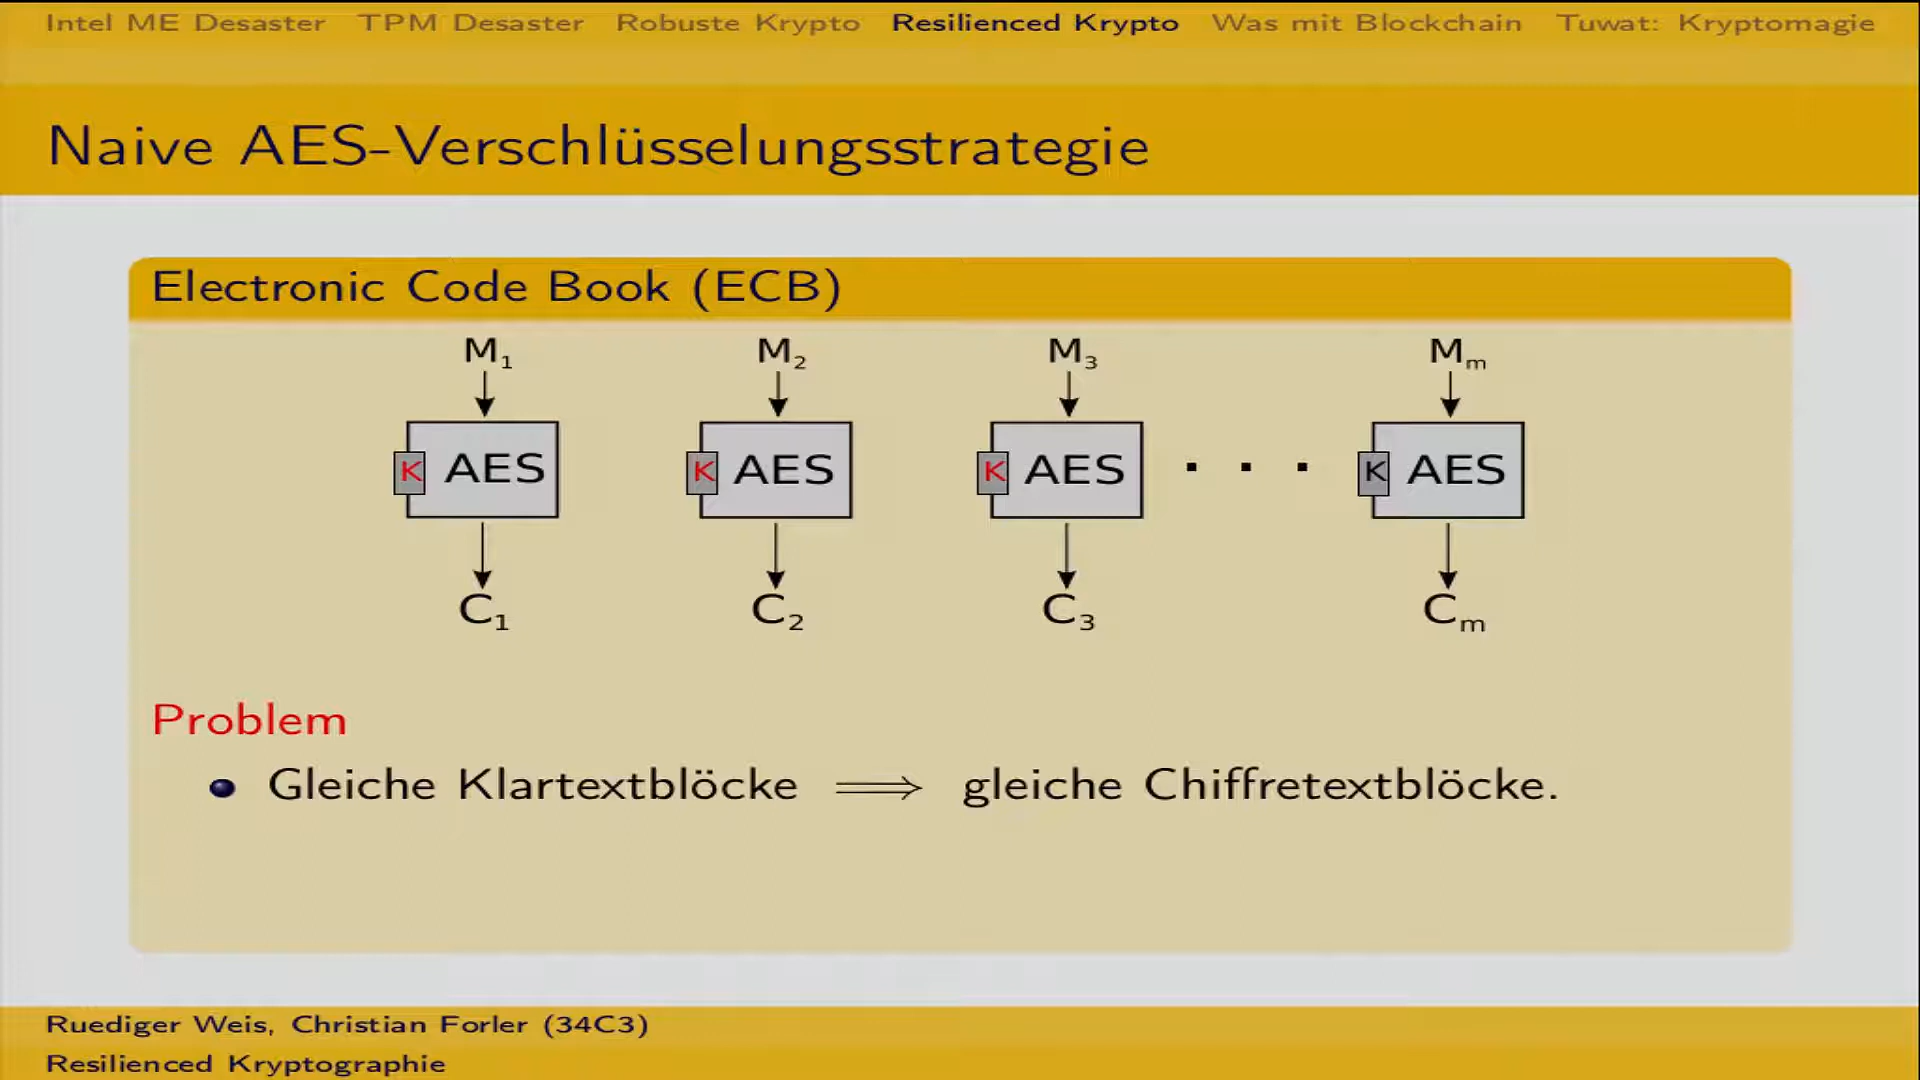 Intel ME Desaster TPM Desaster Robuste Krypto Resilienced Krypto Was mit Blockchain Tuwat: Kryptomagie
Naive AES-Verschlüsselungsstrategie
Electronic Code Book (ECB)
M₁ M₂ M₃ Mₘ
K AES K AES K AES · · · K AES
C₁ C₂ C₃ Cₘ
Problem
• Gleiche Klartextblöcke ⟹ gleiche Chiffretextblöcke.
Ruediger Weis, Christian Forler (34C3)
Resilienced Kryptographie